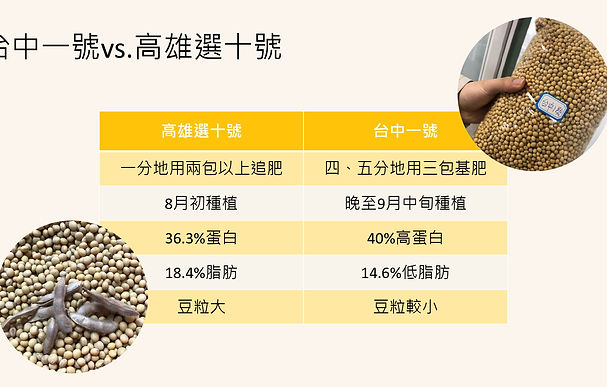 台中一號vs.高雄選十號
高雄選十號 台中一號
一分地用兩包以上追肥 四、五分地用三包基肥
8月初種植 晚至9月中旬種植
36.3%蛋白 40%高蛋白
18.4%脂肪 14.6%低脂肪
豆粒大 豆粒較小